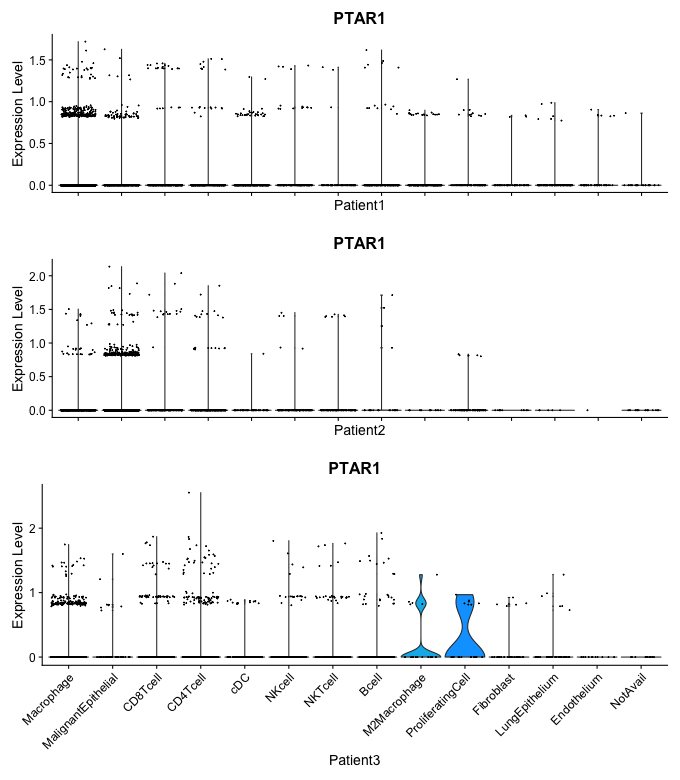 PTAR1
Expression Level
1.5
1.0
0.5
0.0
Patient1
PTAR1
Expression Level
2.0
1.5
1.0
0.5
0.0
Patient2
PTAR1
Expression Level
2
1
0
Macrophage
MalignantEpithelial
CD8Tcell
CD4Tcell
cDC
NKcell
NKTcell
Bcell
M2Macrophage
ProliferatingCell
Fibroblast
LungEpithelium
Endothelium
NotAvail
Patient3